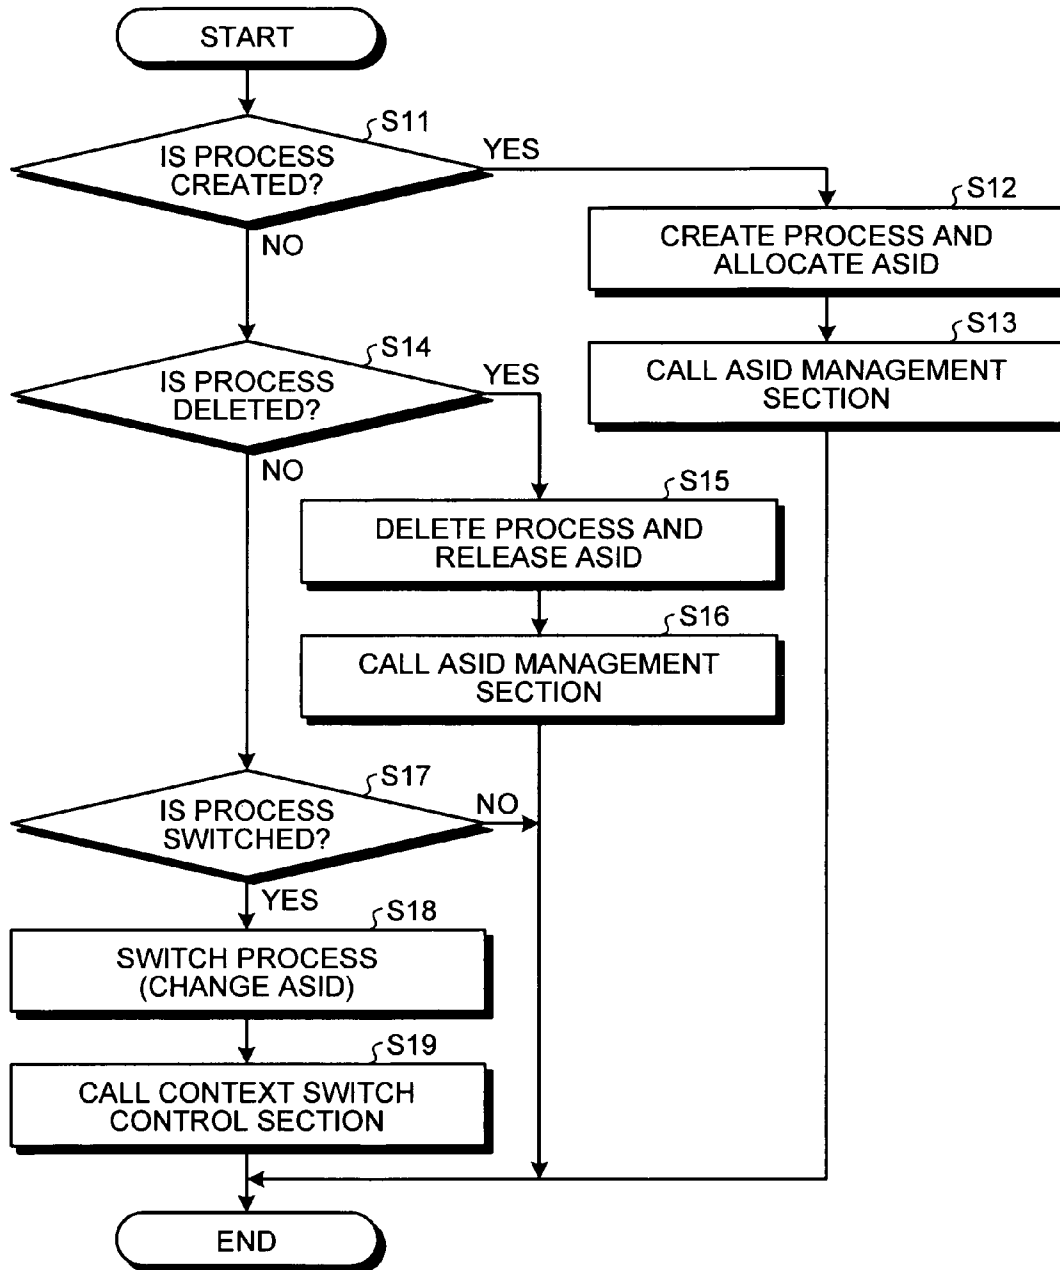 START
S11
IS PROCESS
CREATED?
YES
NO
S12
CREATE PROCESS AND
ALLOCATE ASID
S13
CALL ASID MANAGEMENT
SECTION
S14
IS PROCESS
DELETED?
YES
NO
S15
DELETE PROCESS AND
RELEASE ASID
S16
CALL ASID MANAGEMENT
SECTION
S17
IS PROCESS
SWITCHED?
NO
YES
S18
SWITCH PROCESS
(CHANGE ASID)
S19
CALL CONTEXT SWITCH
CONTROL SECTION
END